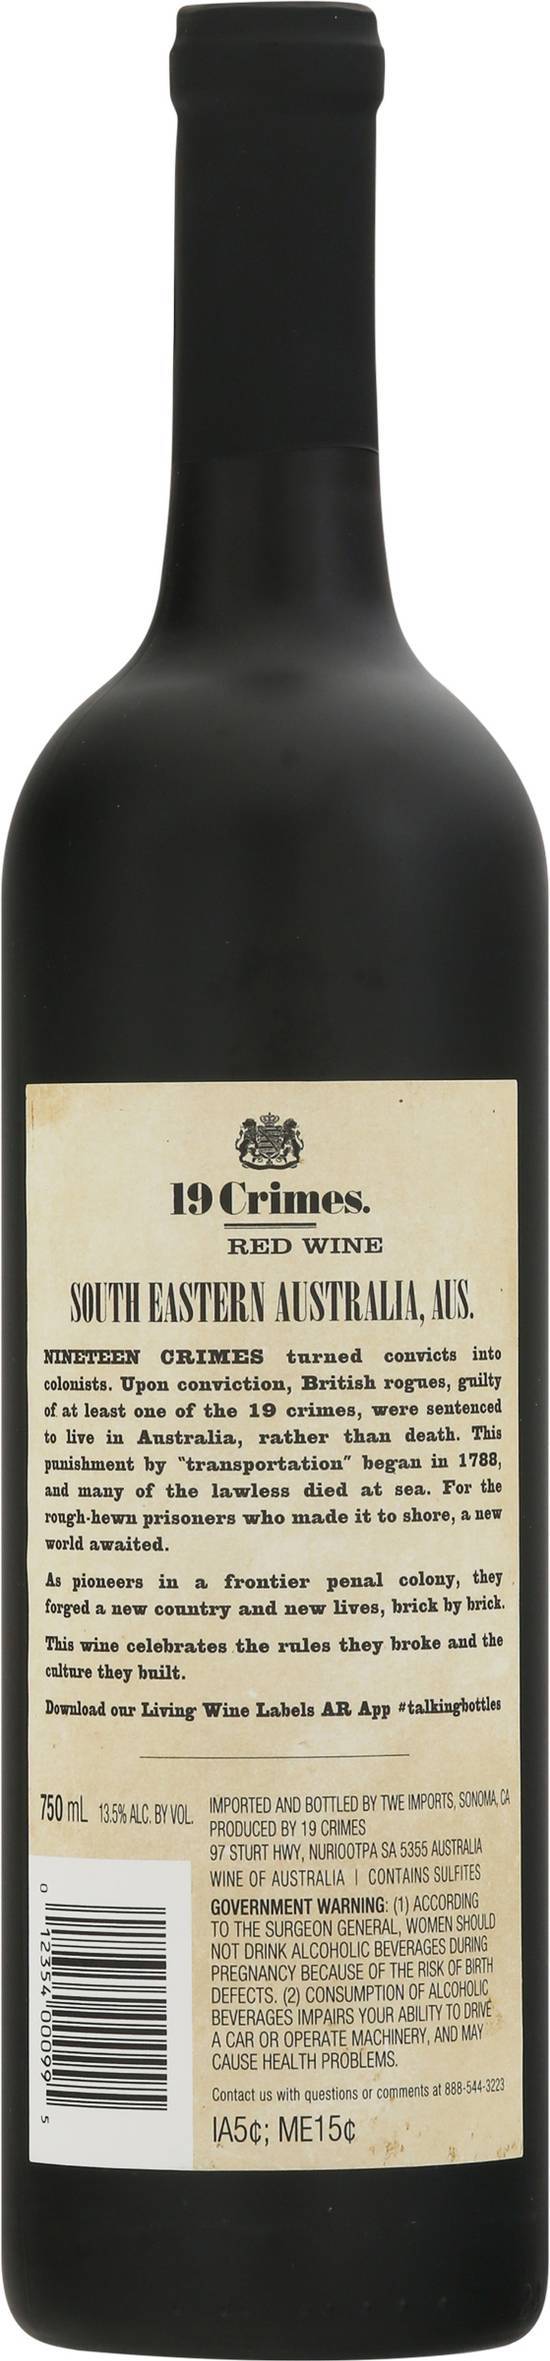 19 Crimes.
RED WINE
SOUTH EASTERN AUSTRALIA, AUS.
NINETEEN CRIMES turned convicts into
colonists. Upon conviction, British rogues, guilty
of at least one of the 19 crimes, were sentenced
to live in Australia, rather than death. This
punishment by "transportation" began in 1788,
and many of the lawless died at sea. For the
rough-hewn prisoners who made it to shore, a new
world awaited.
As pioneers in a frontier penal colony, they
forged a new country and new lives, brick by brick.
This wine celebrates the rules they broke and the
culture they built.
Download our Living Wine Labels AR App #talkingbottles
750 mL 13.5% ALC. BY VOL.
IMPORTED AND BOTTLED BY TWE IMPORTS, SONOMA, CA
PRODUCED BY 19 CRIMES
97 STURT HWY, NURIOOTPA SA 5355 AUSTRALIA
WINE OF AUSTRALIA | CONTAINS SULFITES
GOVERNMENT WARNING: (1) ACCORDING
TO THE SURGEON GENERAL, WOMEN SHOULD
NOT DRINK ALCOHOLIC BEVERAGES DURING
PREGNANCY BECAUSE OF THE RISK OF BIRTH
DEFECTS. (2) CONSUMPTION OF ALCOHOLIC
BEVERAGES IMPAIRS YOUR ABILITY TO DRIVE
A CAR OR OPERATE MACHINERY, AND MAY
CAUSE HEALTH PROBLEMS.
Contact us with questions or comments at 888-544-3223
IA5¢; ME15¢
0 12354 00099 5